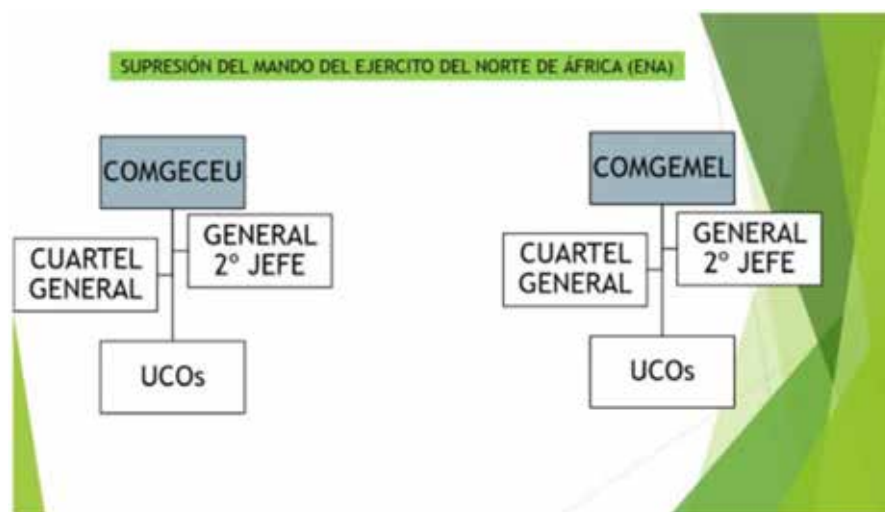 SUPRESIÓN DEL MANDO DEL EJERCITO DEL NORTE DE ÁFRICA (ENA)
COMGECEU
GENERAL
2º JEFE
CUARTEL
GENERAL
UCOs
COMGEMEL
GENERAL
2º JEFE
CUARTEL
GENERAL
UCOs